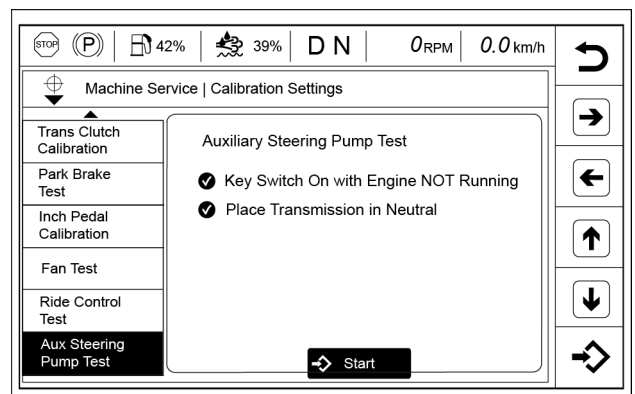 STOP (P) 42% 39% D N 0RPM 0.0 km/h
Machine Service | Calibration Settings
Trans Clutch
Calibration
Park Brake
Test
Inch Pedal
Calibration
Fan Test
Ride Control
Test
Aux Steering
Pump Test
Auxiliary Steering Pump Test
Key Switch On with Engine NOT Running
Place Transmission in Neutral
Start